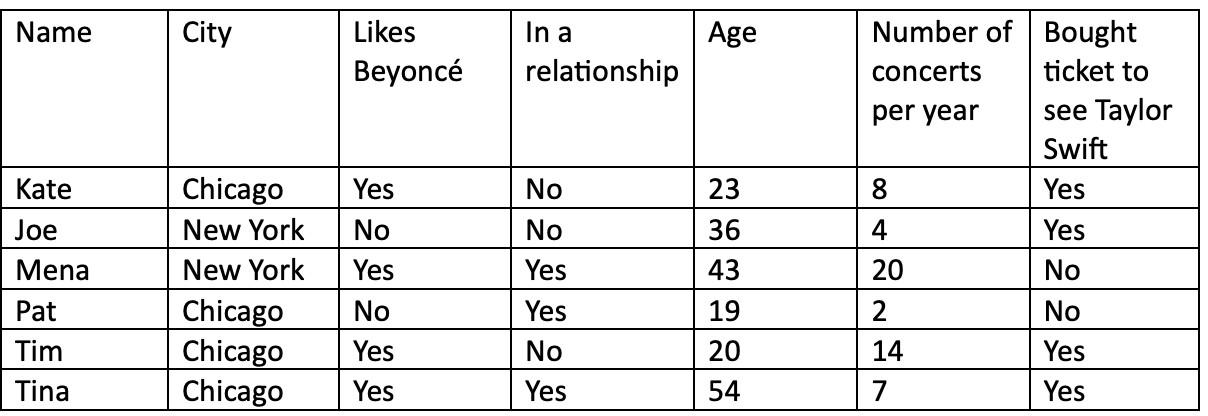 Name City Likes Beyoncé In a relationship Age Number of concerts per year Bought ticket to see Taylor Swift
Kate Chicago Yes No 23 8 Yes
Joe New York No No 36 4 Yes
Mena New York Yes Yes 43 20 No
Pat Chicago No Yes 19 2 No
Tim Chicago Yes No 20 14 Yes
Tina Chicago Yes Yes 54 7 Yes